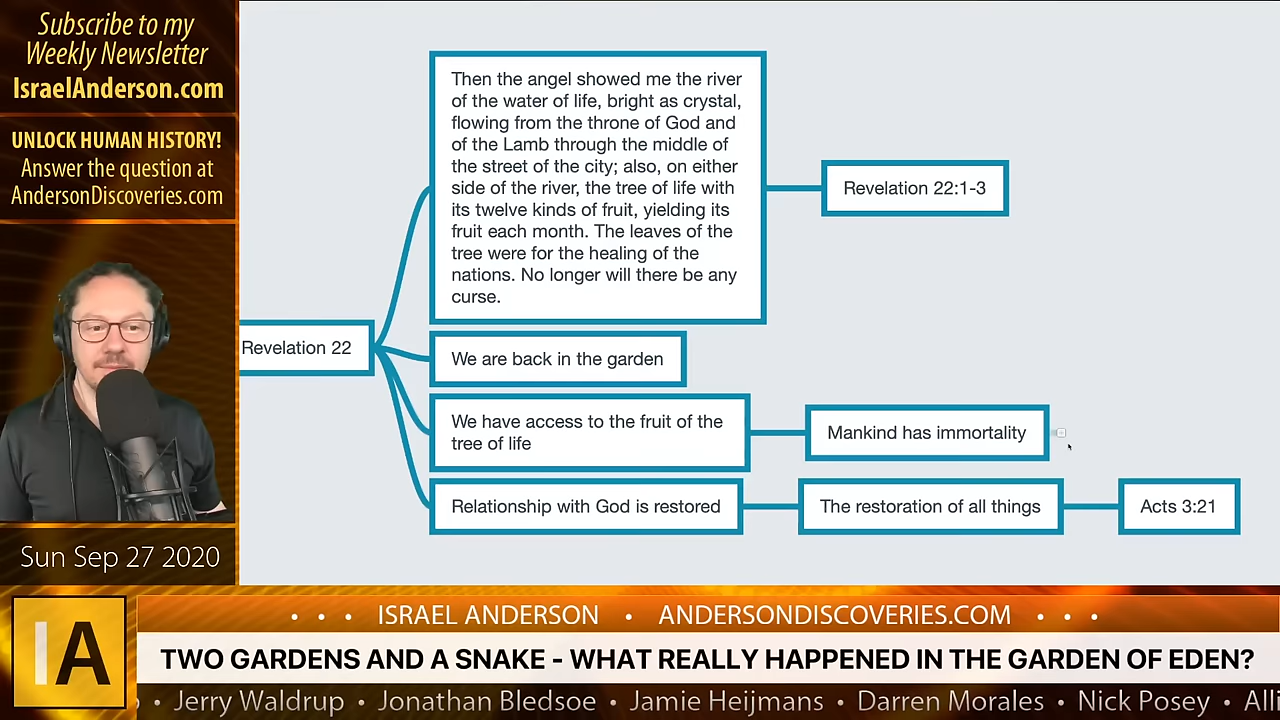 Subscribe to my
Weekly Newsletter
IsraelAnderson.com
UNLOCK HUMAN HISTORY!
Answer the question at
AndersonDiscoveries.com
Sun Sep 27 2020
Revelation 22
Then the angel showed me the river
of the water of life, bright as crystal,
flowing from the throne of God and
of the Lamb through the middle of
the street of the city; also, on either
side of the river, the tree of life with
its twelve kinds of fruit, yielding its
fruit each month. The leaves of the
tree were for the healing of the
nations. No longer will there be any
curse.
Revelation 22:1-3
We are back in the garden
We have access to the fruit of the
tree of life
Mankind has immortality
Relationship with God is restored
The restoration of all things
Acts 3:21
IA
• • • ISRAEL ANDERSON • ANDERSONDISCOVERIES.COM • • •
TWO GARDENS AND A SNAKE - WHAT REALLY HAPPENED IN THE GARDEN OF EDEN?
• Jerry Waldrup • Jonathan Bledsoe • Jamie Heijmans • Darren Morales • Nick Posey •